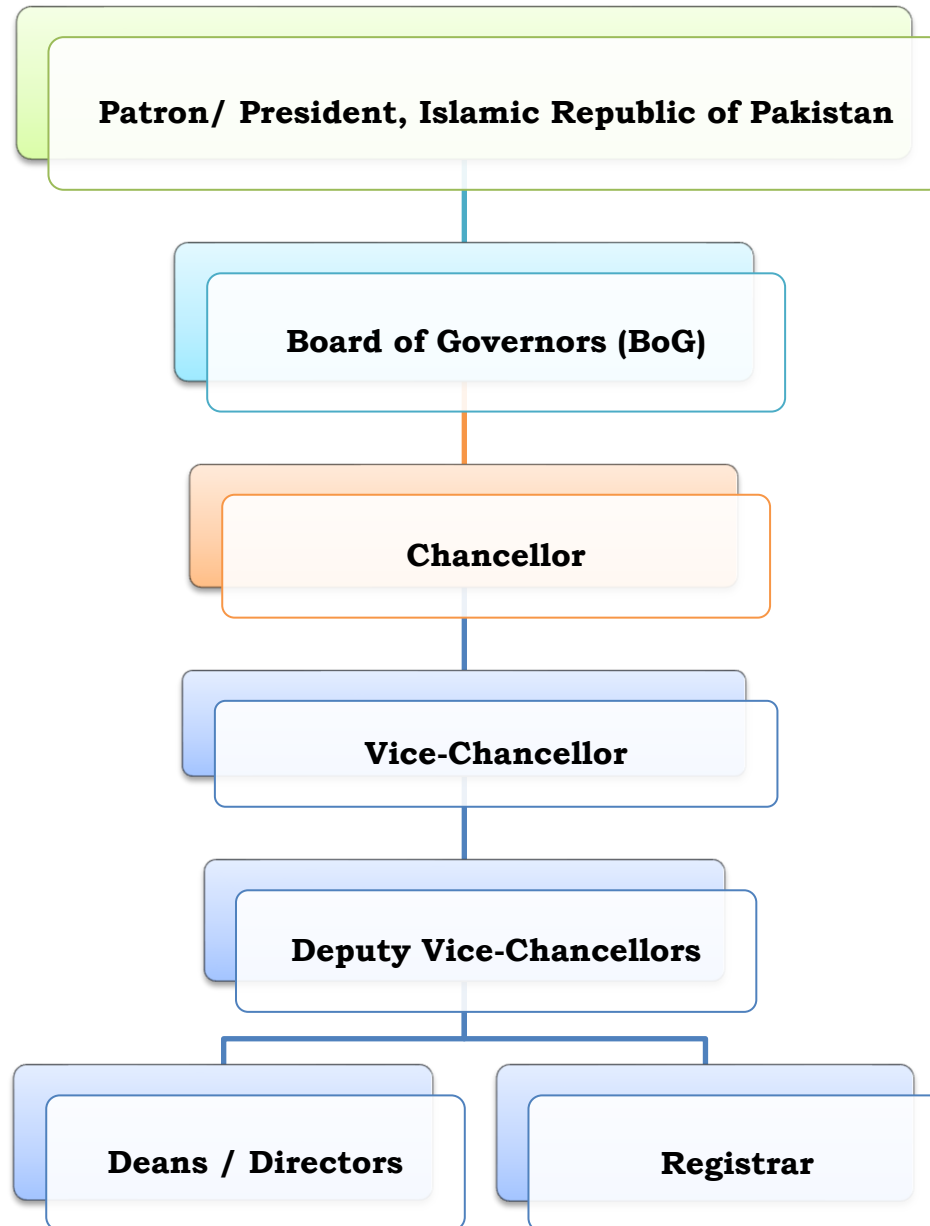 Patron/ President, Islamic Republic of Pakistan
Board of Governors (BoG)
Chancellor
Vice-Chancellor
Deputy Vice-Chancellors
Deans / Directors
Registrar